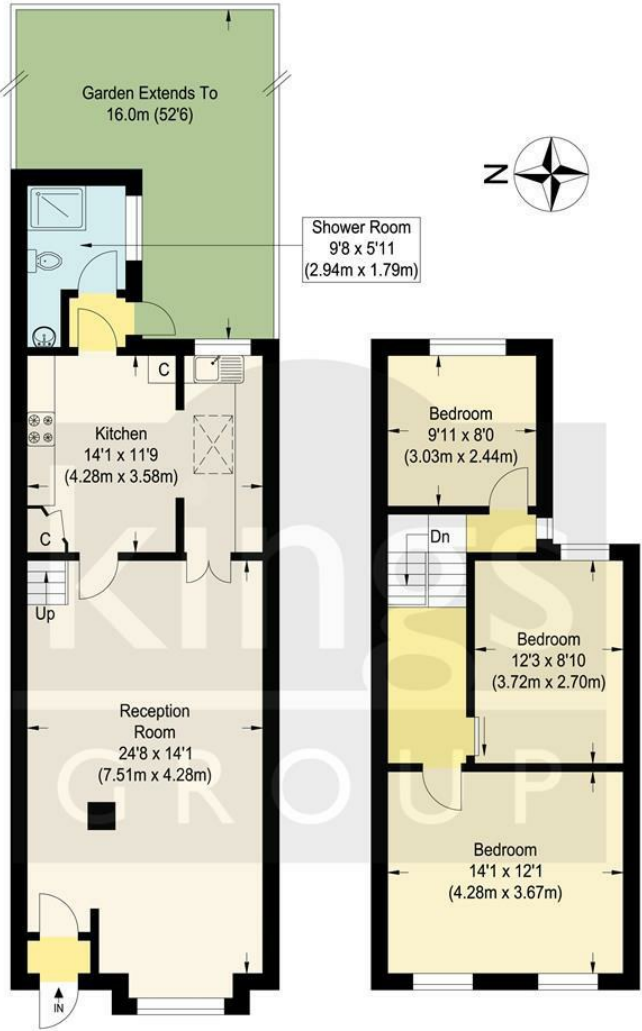 Garden Extends To
16.0m (52'6)
N
Shower Room
9'8 x 5'11
(2.94m x 1.79m)
C
Kitchen
14'1 x 11'9
(4.28m x 3.58m)
C
Up
Reception
Room
24'8 x 14'1
(7.51m x 4.28m)
IN
Bedroom
9'11 x 8'0
(3.03m x 2.44m)
Dn
Bedroom
12'3 x 8'10
(3.72m x 2.70m)
Bedroom
14'1 x 12'1
(4.28m x 3.67m)
kings
GROUP